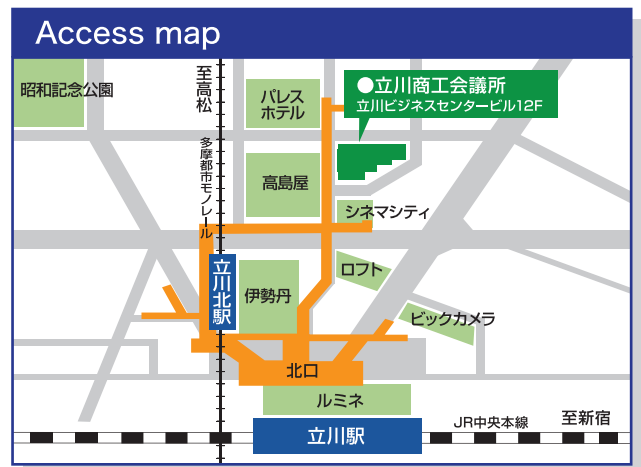 Access map
昭和記念公園
至高松
パレス
ホテル
●立川商工会議所
立川ビジネスセンタービル12F
多摩都市モノレール
高島屋
シネマシティ
立川北駅
伊勢丹
ロフト
ビックカメラ
北口
ルミネ
立川駅
JR中央本線
至新宿